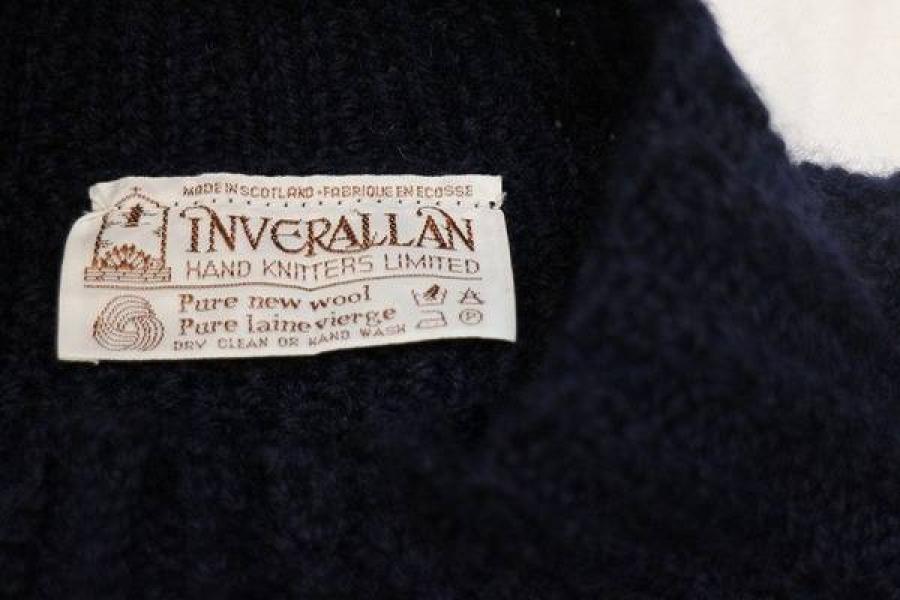 MADE IN SCOTLAND · FABRIQUE EN ECOSSE
INVERALLAN
HAND KNITTERS LIMITED
Pure new wool
Pure laine vierge
DRY CLEAN OR HAND WASH
P